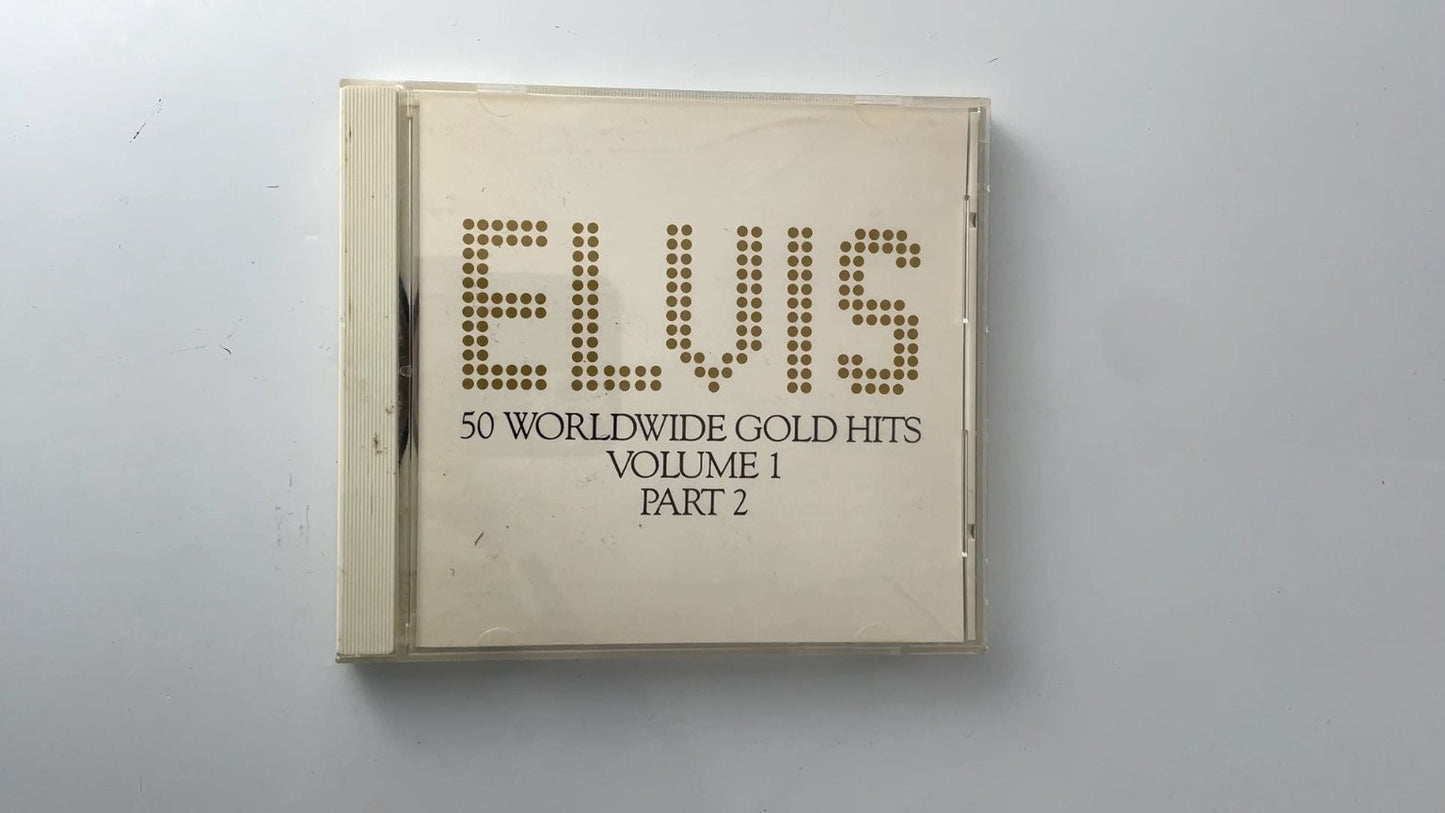 ELVIS
50 WORLDWIDE GOLD HITS
VOLUME 1
PART 2